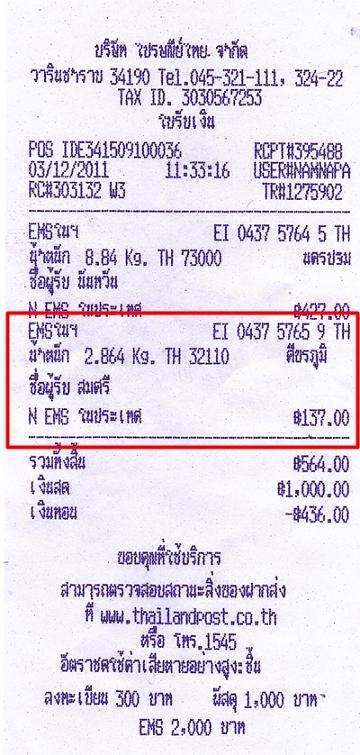 บริษัท ไปรษณีย์ไทย จำกัด
วารินชำราบ 34190 Tel.045-321-111, 324-22
TAX ID. 3030567253
ใบรับเงิน
POS IDE341509100036 RCPT#395488
03/12/2011 11:33:16 USER#NAMNAPA
RC#303132 W3 TR#1275902
EMSในฯ EI 0437 5764 5 TH
น้ำหนัก 8.84 Kg. TH 73000 นครปฐม
ชื่อผู้รับ นันทวัน
N EMS ในประเทศ ฿427.00
EMSในฯ EI 0437 5765 9 TH
น้ำหนัก 2.864 Kg. TH 32110 ศีขรภูมิ
ชื่อผู้รับ สมศรี
N EMS ในประเทศ ฿137.00
รวมทั้งสิ้น ฿564.00
เงินสด ฿1,000.00
เงินทอน -฿436.00
ขอบคุณที่ใช้บริการ
สามารถตรวจสอบสถานะสิ่งของฝากส่ง
ที่ www.thailandpost.co.th
หรือ โทร.1545
อัตราชดใช้ค่าเสียหายอย่างสูง:ชิ้น
ลงทะเบียน 300 บาท พัสดุ 1,000 บาท
EMS 2,000 บาท